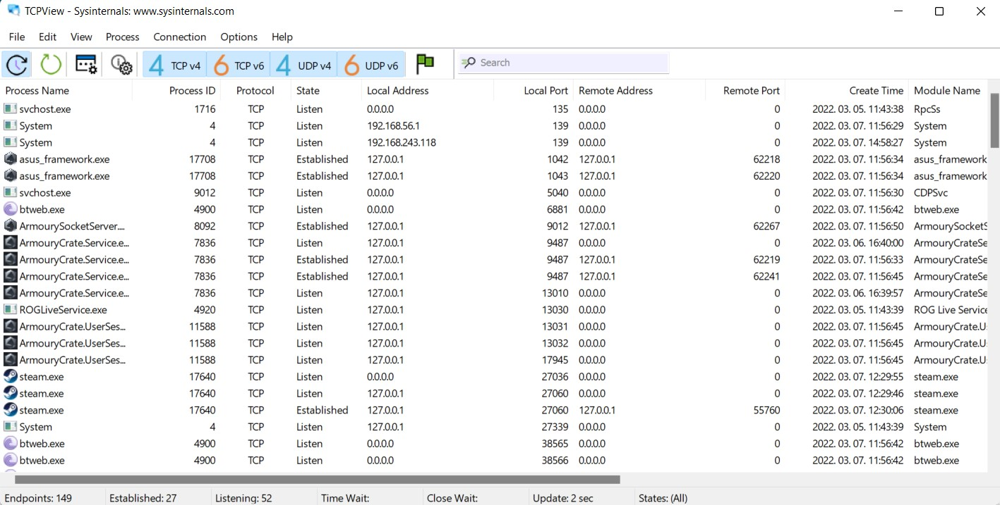 TCPView - Sysinternals: www.sysinternals.com
File Edit View Process Connection Options Help
4 TCP v4 6 TCP v6 4 UDP v4 6 UDP v6 Search
Process Name Process ID Protocol State Local Address Local Port Remote Address Remote Port Create Time Module Name
svchost.exe 1716 TCP Listen 0.0.0.0 135 0.0.0.0 0 2022. 03. 05. 11:43:38 RpcSs
System 4 TCP Listen 192.168.56.1 139 0.0.0.0 0 2022. 03. 07. 11:56:29 System
System 4 TCP Listen 192.168.243.118 139 0.0.0.0 0 2022. 03. 07. 14:58:27 System
asus_framework.exe 17708 TCP Established 127.0.0.1 1042 127.0.0.1 62218 2022. 03. 07. 11:56:34 asus_framework
asus_framework.exe 17708 TCP Established 127.0.0.1 1043 127.0.0.1 62220 2022. 03. 07. 11:56:34 asus_framework
svchost.exe 9012 TCP Listen 0.0.0.0 5040 0.0.0.0 0 2022. 03. 07. 11:56:30 CDPSvc
btweb.exe 4900 TCP Listen 0.0.0.0 6881 0.0.0.0 0 2022. 03. 07. 11:56:42 btweb.exe
ArmourySocketServer.... 8092 TCP Established 127.0.0.1 9012 127.0.0.1 62267 2022. 03. 07. 11:56:50 ArmourySocketS
ArmouryCrate.Service.e... 7836 TCP Listen 127.0.0.1 9487 0.0.0.0 0 2022. 03. 06. 16:40:00 ArmouryCrateSe
ArmouryCrate.Service.e... 7836 TCP Established 127.0.0.1 9487 127.0.0.1 62219 2022. 03. 07. 11:56:33 ArmouryCrateSe
ArmouryCrate.Service.e... 7836 TCP Established 127.0.0.1 9487 127.0.0.1 62241 2022. 03. 07. 11:56:45 ArmouryCrateSe
ArmouryCrate.Service.e... 7836 TCP Listen 127.0.0.1 13010 0.0.0.0 0 2022. 03. 06. 16:39:57 ArmouryCrateSe
ROGLiveService.exe 4920 TCP Listen 127.0.0.1 13030 0.0.0.0 0 2022. 03. 05. 11:43:39 ROG Live Service
ArmouryCrate.UserSes... 11588 TCP Listen 127.0.0.1 13031 0.0.0.0 0 2022. 03. 07. 11:56:45 ArmouryCrate.U
ArmouryCrate.UserSes... 11588 TCP Listen 127.0.0.1 13032 0.0.0.0 0 2022. 03. 07. 11:56:45 ArmouryCrate.U
ArmouryCrate.UserSes... 11588 TCP Listen 127.0.0.1 17945 0.0.0.0 0 2022. 03. 07. 11:56:45 ArmouryCrate.U
steam.exe 17640 TCP Listen 0.0.0.0 27036 0.0.0.0 0 2022. 03. 07. 12:29:55 steam.exe
steam.exe 17640 TCP Listen 127.0.0.1 27060 0.0.0.0 0 2022. 03. 07. 12:29:46 steam.exe
steam.exe 17640 TCP Established 127.0.0.1 27060 127.0.0.1 55760 2022. 03. 07. 12:30:06 steam.exe
System 4 TCP Listen 127.0.0.1 27339 0.0.0.0 0 2022. 03. 05. 11:43:39 System
btweb.exe 4900 TCP Listen 0.0.0.0 38565 0.0.0.0 0 2022. 03. 07. 11:56:42 btweb.exe
btweb.exe 4900 TCP Listen 0.0.0.0 38566 0.0.0.0 0 2022. 03. 07. 11:56:42 btweb.exe
Endpoints: 149 Established: 27 Listening: 52 Time Wait: Close Wait: Update: 2 sec States: (All)